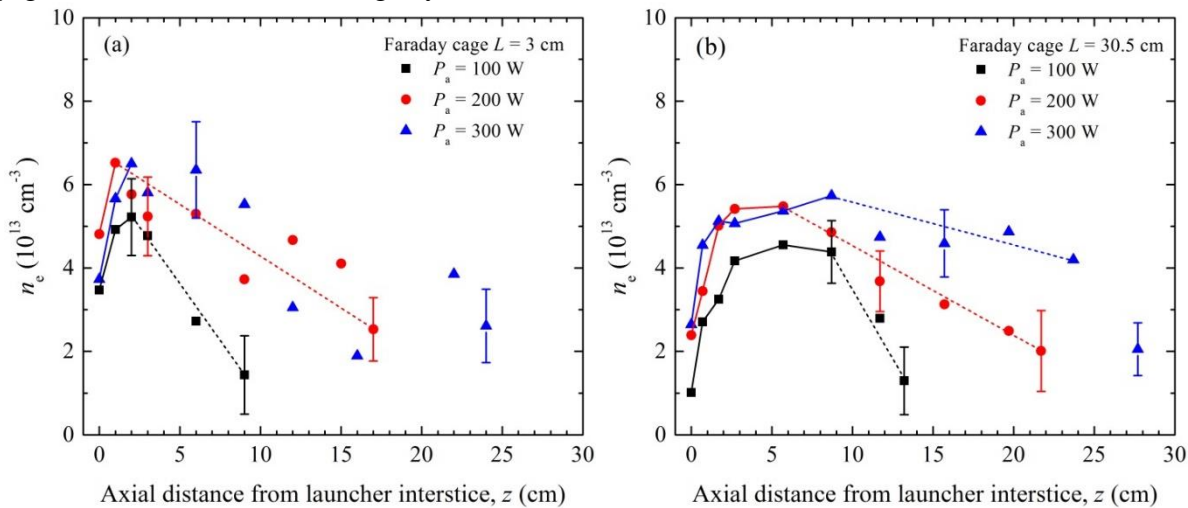 (a)
Faraday cage L = 3 cm
Pa = 100 W
Pa = 200 W
Pa = 300 W
10
8
6
4
2
0
ne (10^13 cm^-3)
0 5 10 15 20 25 30
Axial distance from launcher interstice, z (cm)
(b)
Faraday cage L = 30.5 cm
Pa = 100 W
Pa = 200 W
Pa = 300 W
10
8
6
4
2
0
ne (10^13 cm^-3)
0 5 10 15 20 25 30
Axial distance from launcher interstice, z (cm)